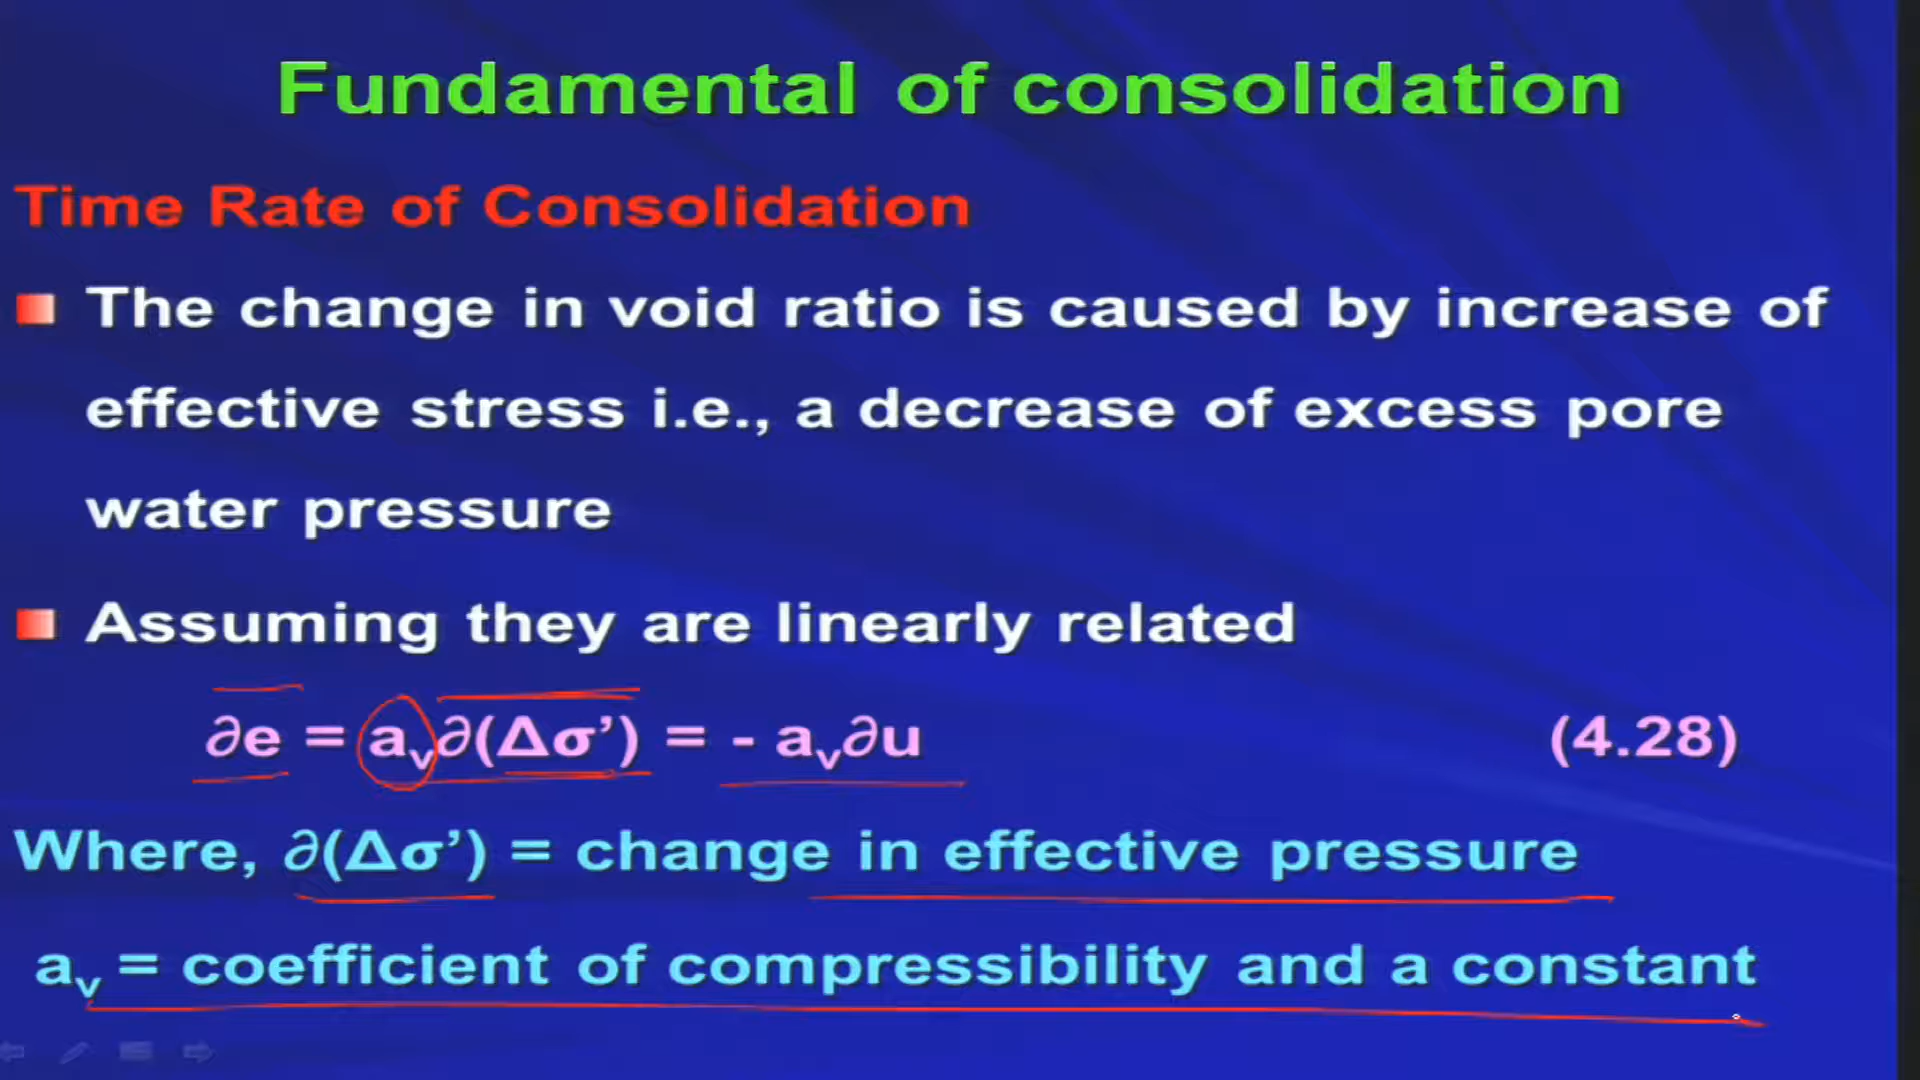 Fundamental of consolidation
Time Rate of Consolidation
The change in void ratio is caused by increase of
effective stress i.e., a decrease of excess pore
water pressure
Assuming they are linearly related
∂e = aᵥ∂(Δσ’) = - aᵥ∂u (4.28)
Where, ∂(Δσ’) = change in effective pressure
aᵥ = coefficient of compressibility and a constant